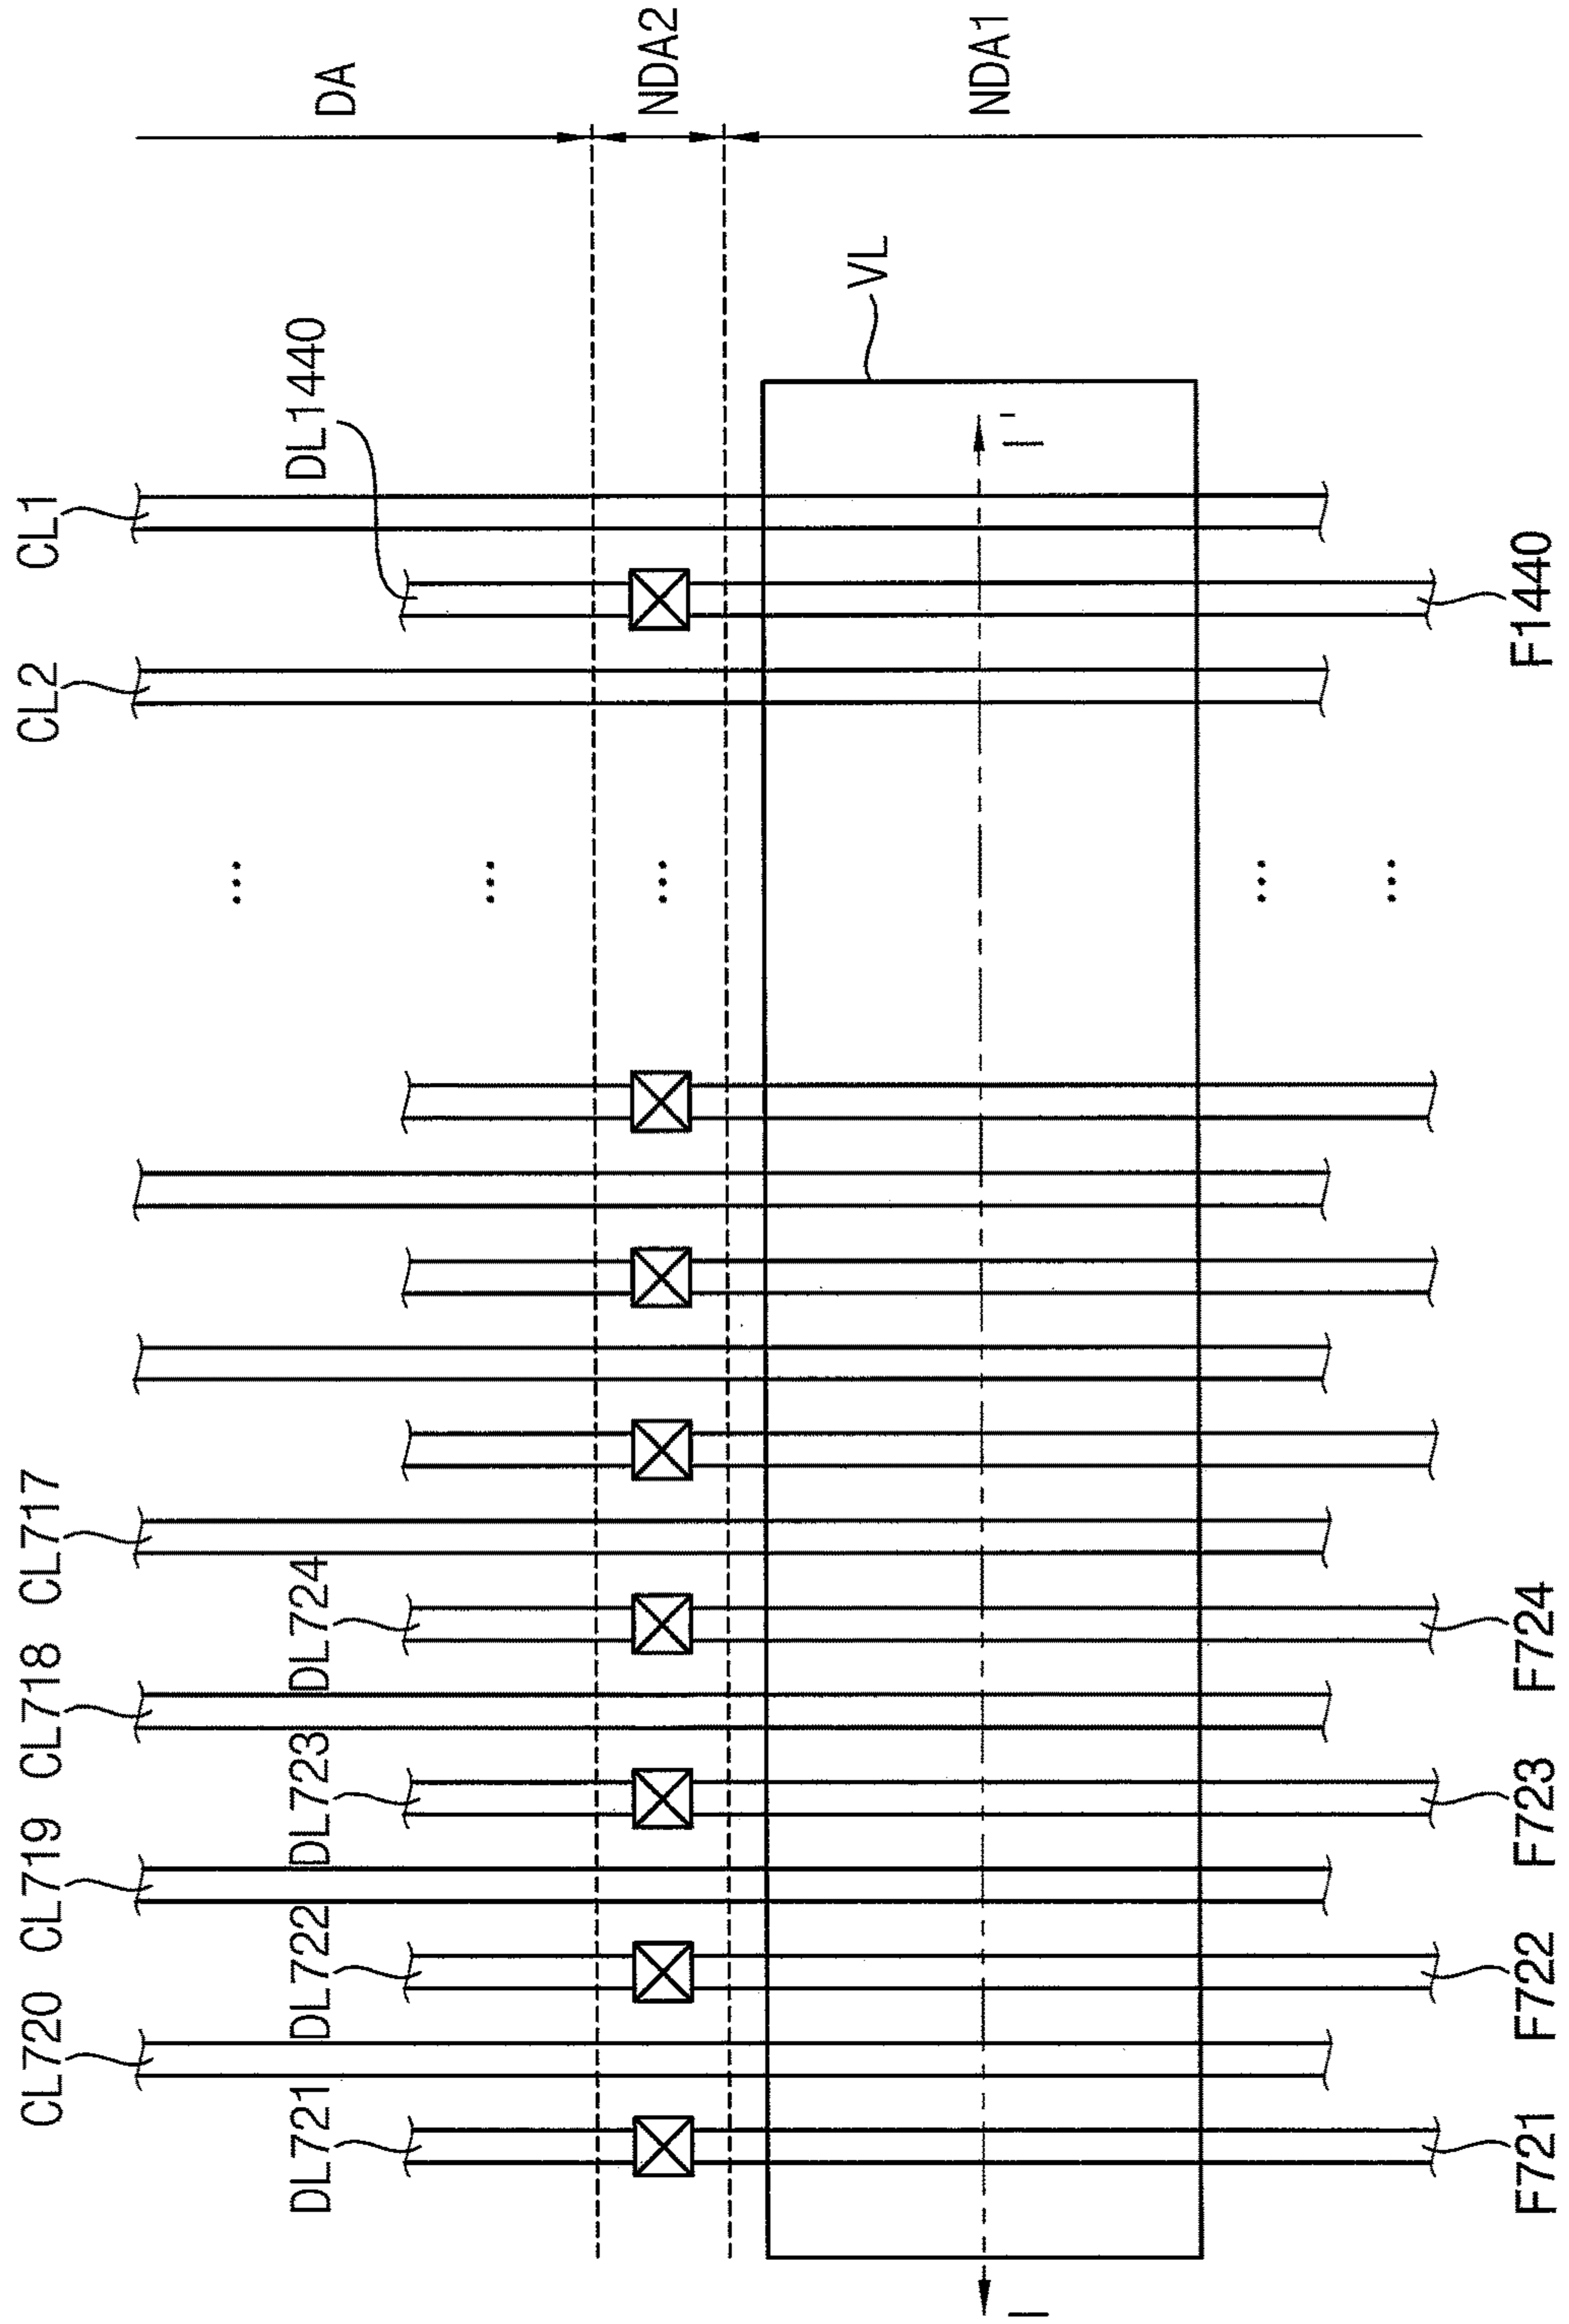 CL720 CL719 CL718 CL717 CL2 CL1
DL721 DL722 DL723 DL724 DL1440
DA
...
...
... NDA2
VL
NDA1
I I'
...
...
F721 F722 F723 F724 F1440